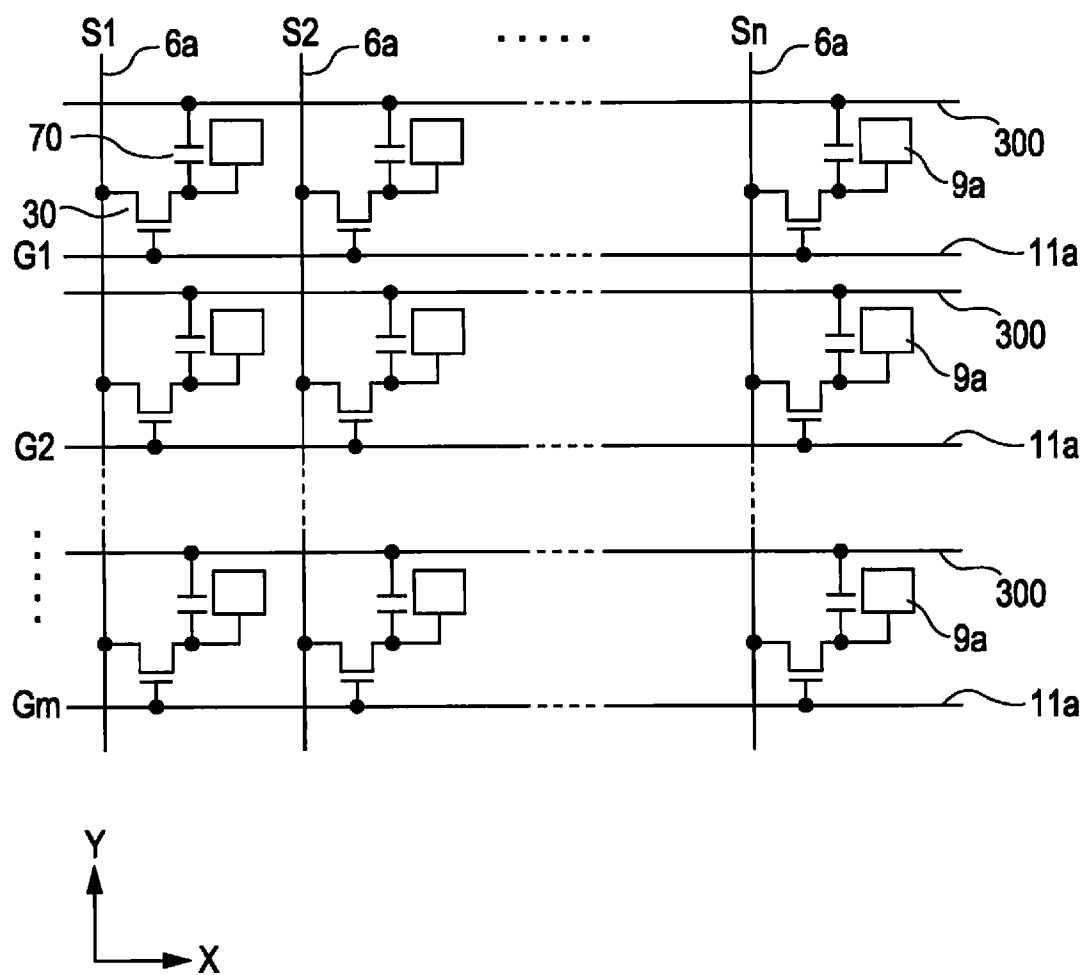 S1 6a S2 6a ..... Sn 6a
70
300
9a
30
G1 11a
300
9a
G2 11a
300
9a
Gm 11a
Y
X